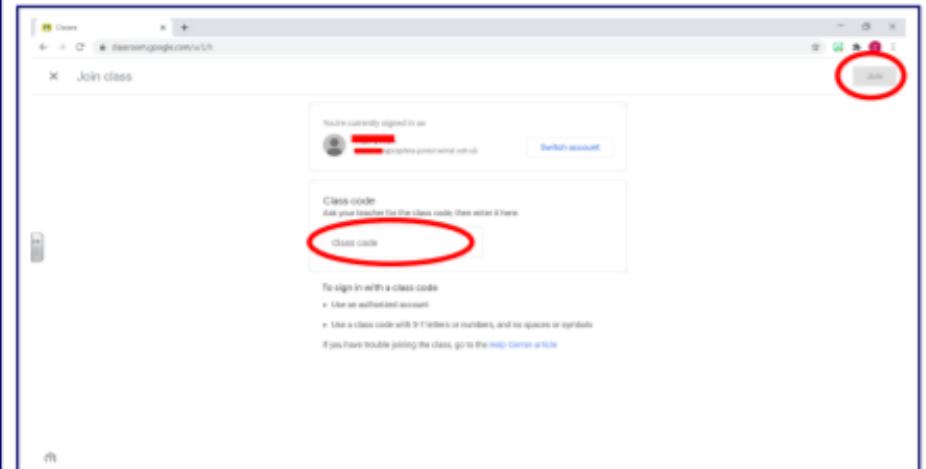 Classes
classroom.google.com/u/1/h
Join class
Join
You're currently signed in as
Switch account
Class code
Ask your teacher for the class code, then enter it here.
Class code
To sign in with a class code
Use an authorized account
Use a class code with 5-7 letters or numbers, and no spaces or symbols
If you have trouble joining the class, go to the Help Center article